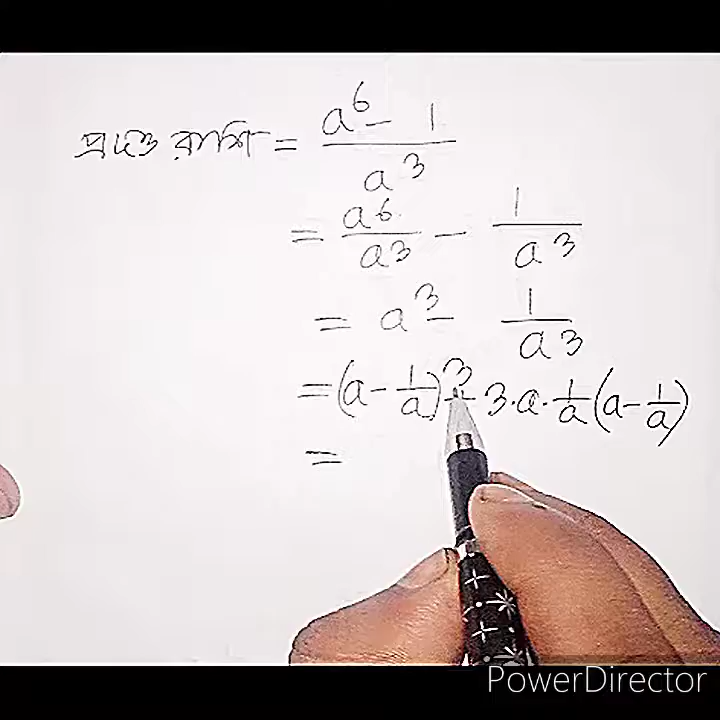 প্রদত্ত রাশি = (a⁶ - 1)/a³
= a⁶/a³ - 1/a³
= a³ - 1/a³
= (a - 1/a)³ + 3·a·1/a(a - 1/a)
=
PowerDirector